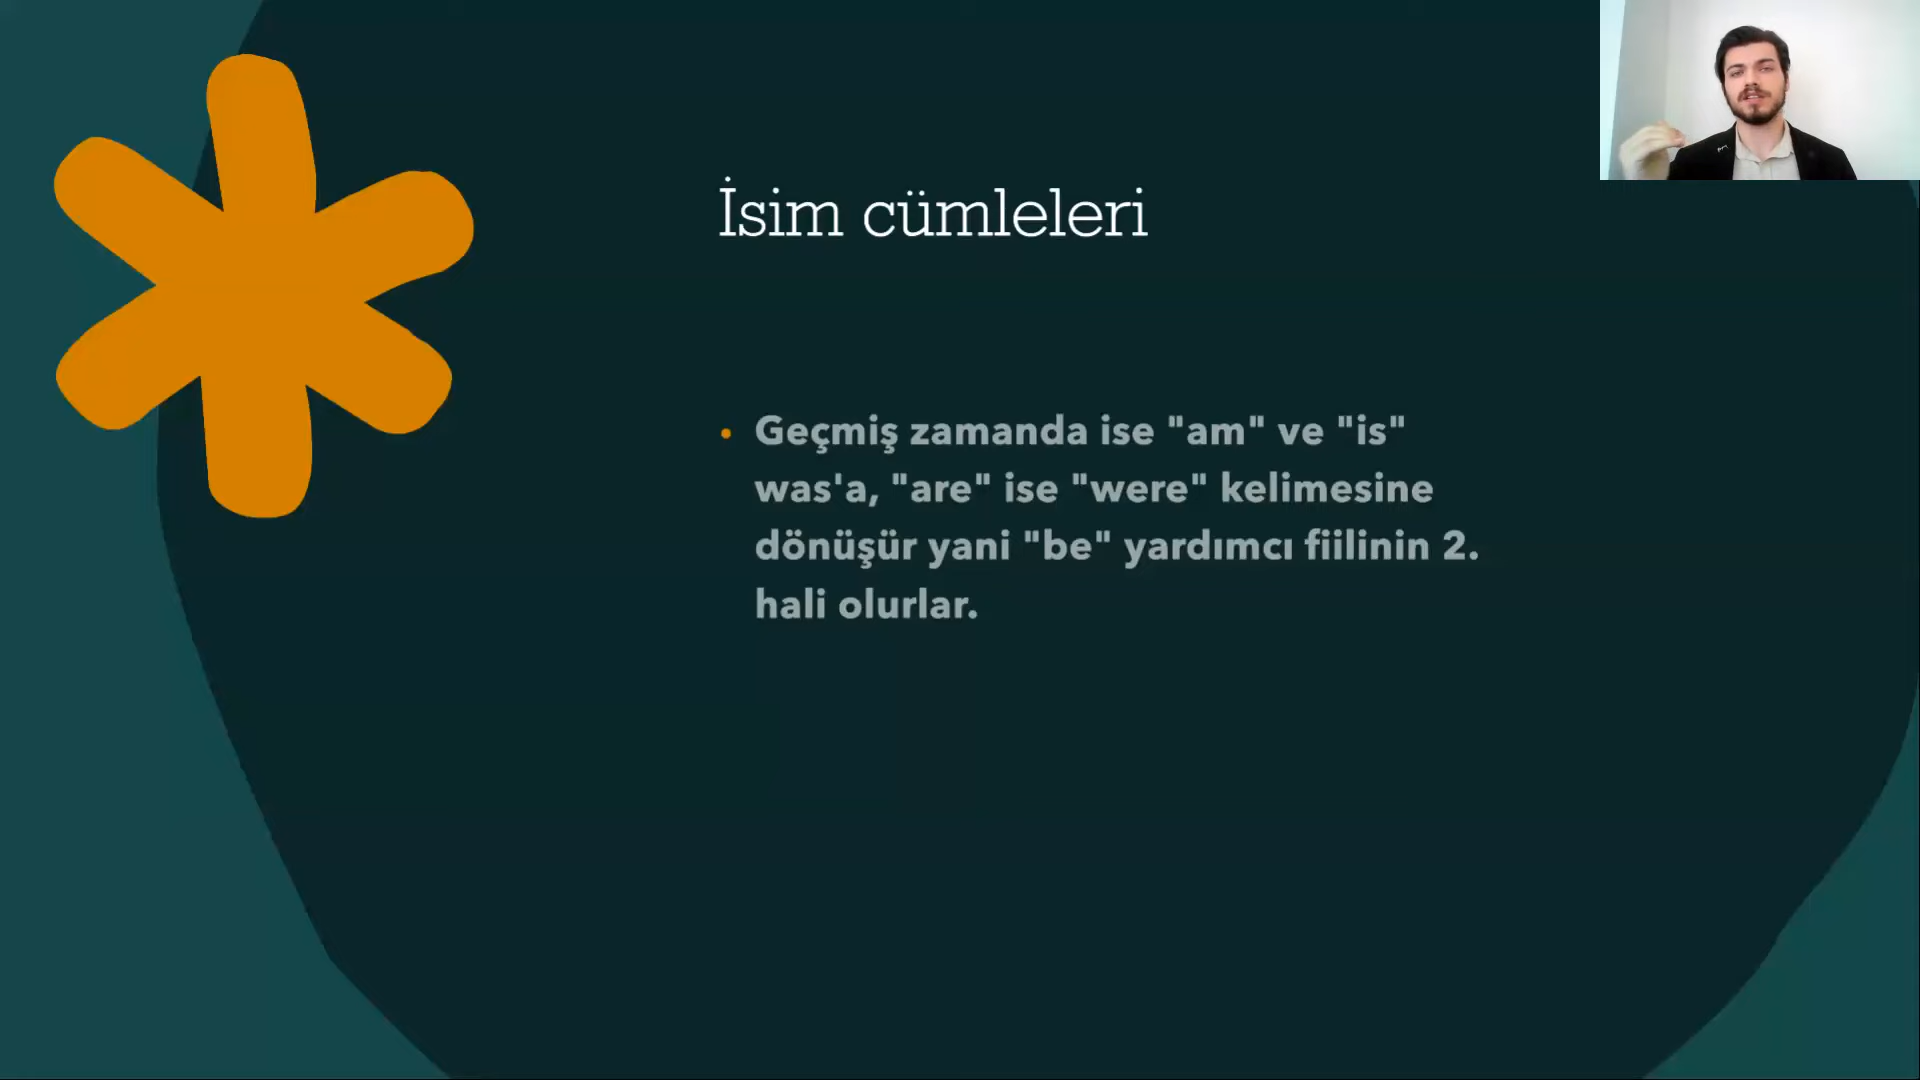 İsim cümleleri
• Geçmiş zamanda ise "am" ve "is"
was'a, "are" ise "were" kelimesine
dönüşür yani "be" yardımcı fiilinin 2.
hali olurlar.